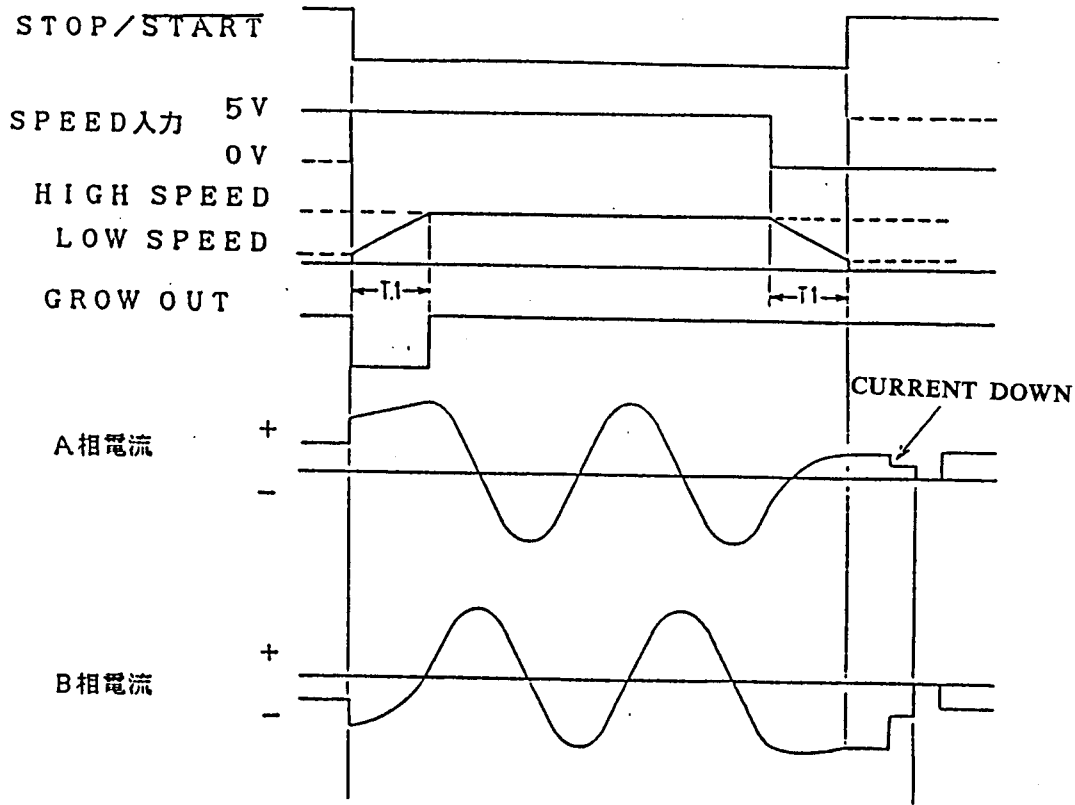 STOP/START
5V
SPEED入力
0V
HIGH SPEED
LOW SPEED
T.1
T1
GROW OUT
CURRENT DOWN
+
A相電流
−
+
B相電流
−